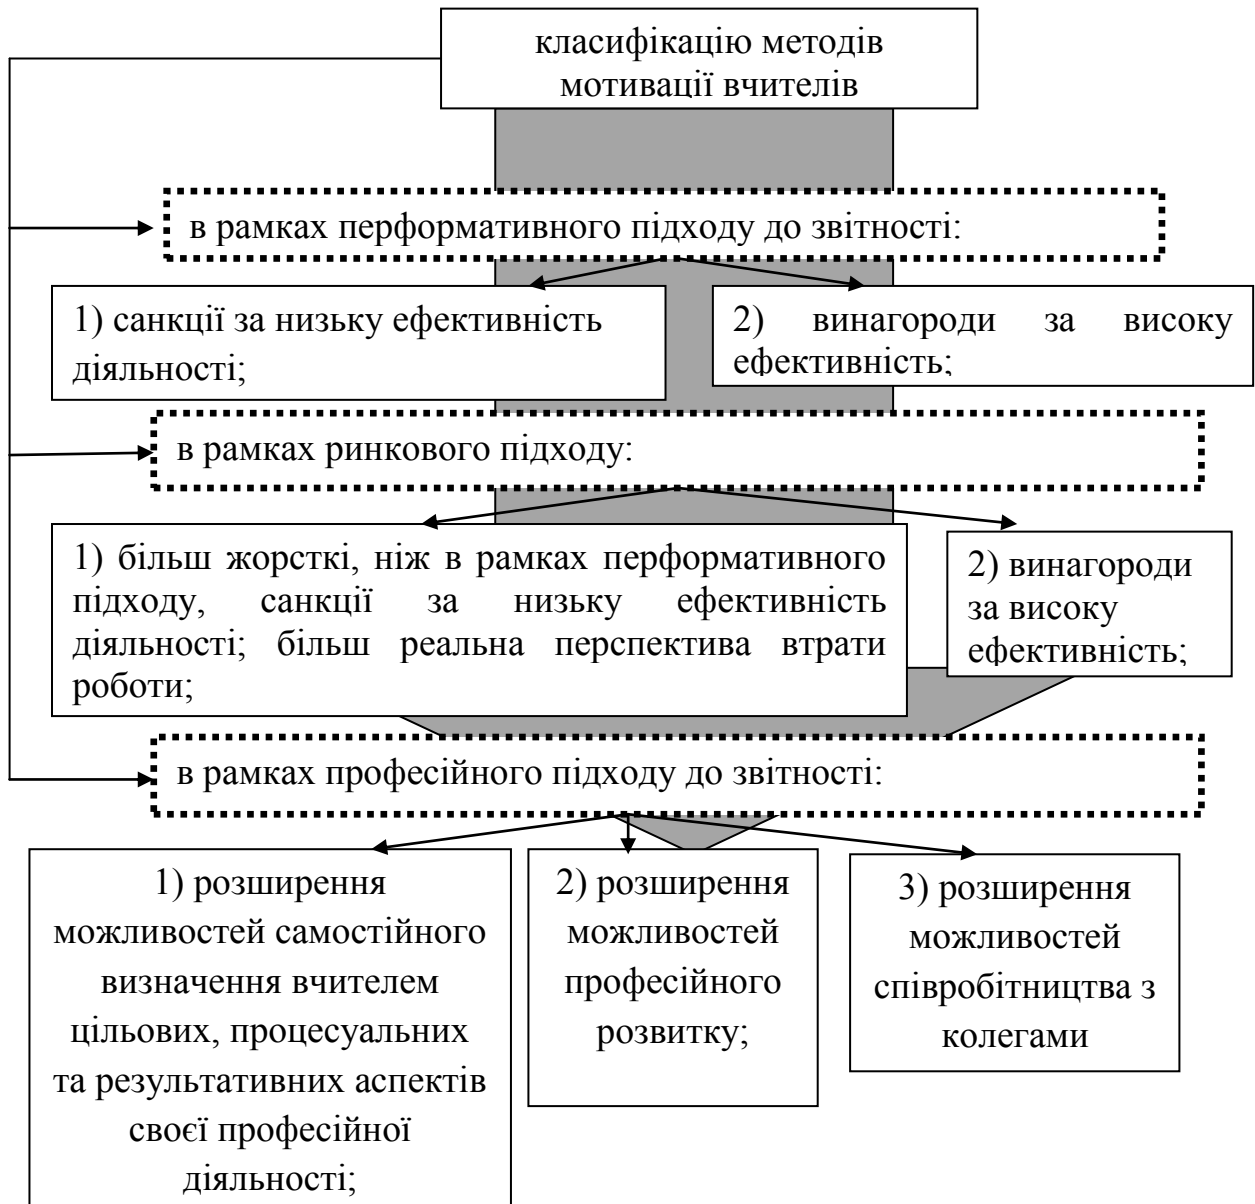 класифікацію методів
мотивації вчителів
в рамках перформативного підходу до звітності:
1) санкції за низьку ефективність
діяльності;
2) винагороди за високу
ефективність;
в рамках ринкового підходу:
1) більш жорсткі, ніж в рамках перформативного
підходу, санкції за низьку ефективність
діяльності; більш реальна перспектива втрати
роботи;
2) винагороди
за високу
ефективність;
в рамках професійного підходу до звітності:
1) розширення
можливостей самостійного
визначення вчителем
цільових, процесуальних
та результативних аспектів
своєї професійної
діяльності;
2) розширення
можливостей
професійного
розвитку;
3) розширення
можливостей
співробітництва з
колегами